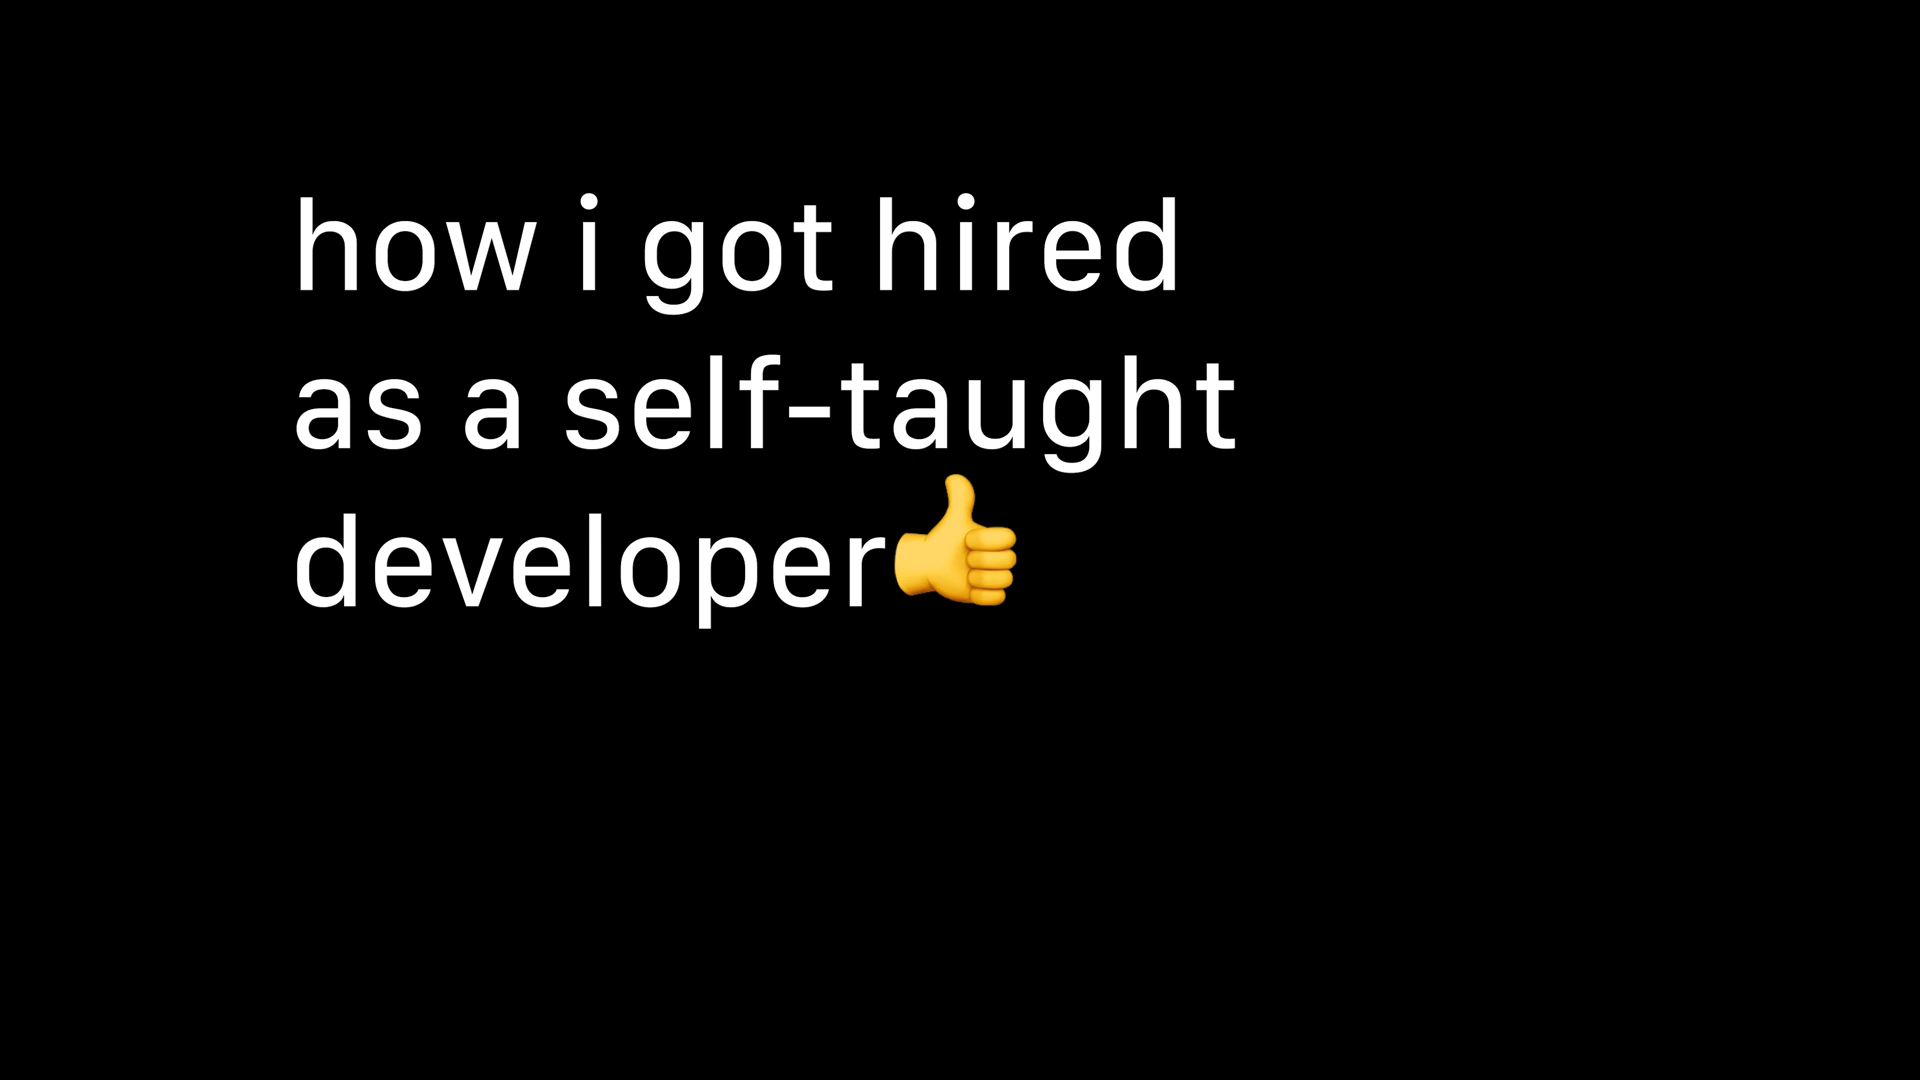 how i got hired
as a self-taught
developer👍